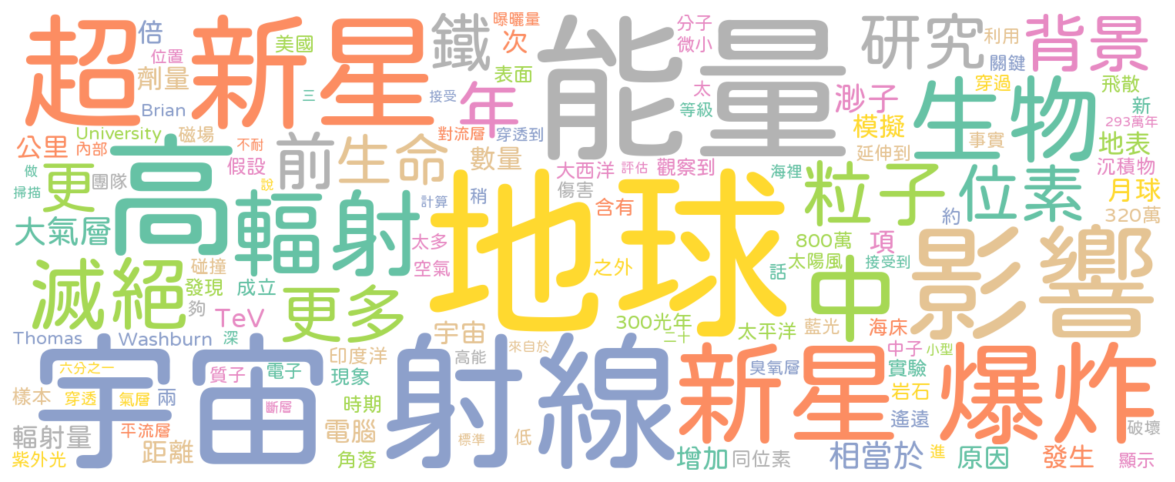 超新星
倍
位置
美國
鐵
曝曬量
次
能量
分子
微小
研究
利用
關鍵
背景
劑量
三
接受
表面
年
太
等級
渺子
穿過
飛散
Brian
新
293萬年
University
磁場
對流層
穿透到
模擬
生物
地表
公里
內部
高
不耐
前
生命
數量
延伸到
事實
假設
大西洋
評估
觀察到
海裡
沉積物
做
掃描
更
團隊
說
計算
稍
傷害
含有
粒子
位素
月球
320萬
約
大氣層
輻射
地球
太多
空氣
之外
800萬
太陽風
話
項
接受到
中
影響
滅絕
碰撞
發現
夠
成立
更多
TeV
深
宇宙
300光年
二十
太平洋
藍光
海床
Thomas
Washburn
宇宙
射線
高能
來自於
新星
爆炸
中子
小型
六分之一
印度洋
質子
電子
現象
臭氧層
實驗
樣本
穿透
氣層
兩
斷層
時期
岩石
遙遠
輻射量
平流層
電腦
標準
低
破壞
紫外光
距離
角落
增加
同位素
相當於
進
原因
發生
顯示